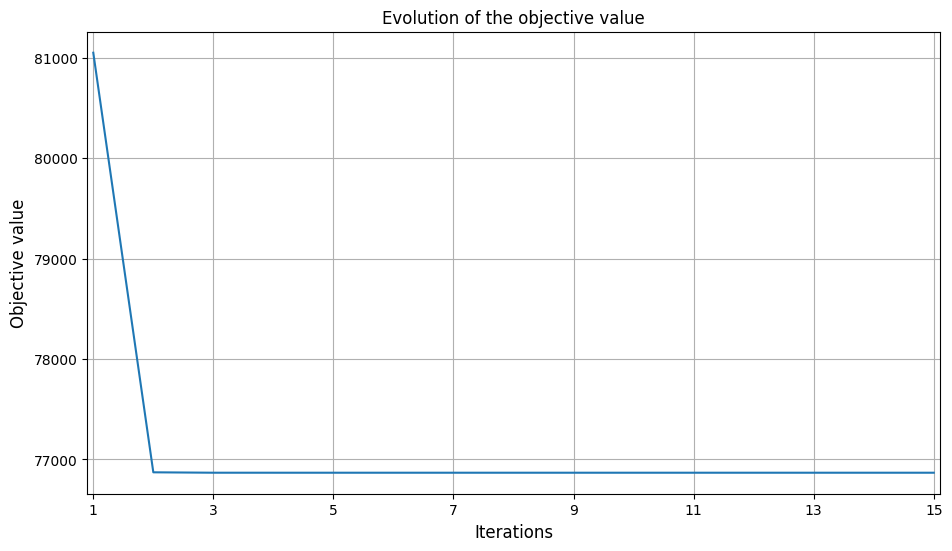 Evolution of the objective value
81000
80000
79000
78000
77000
Objective value
1 3 5 7 9 11 13 15
Iterations